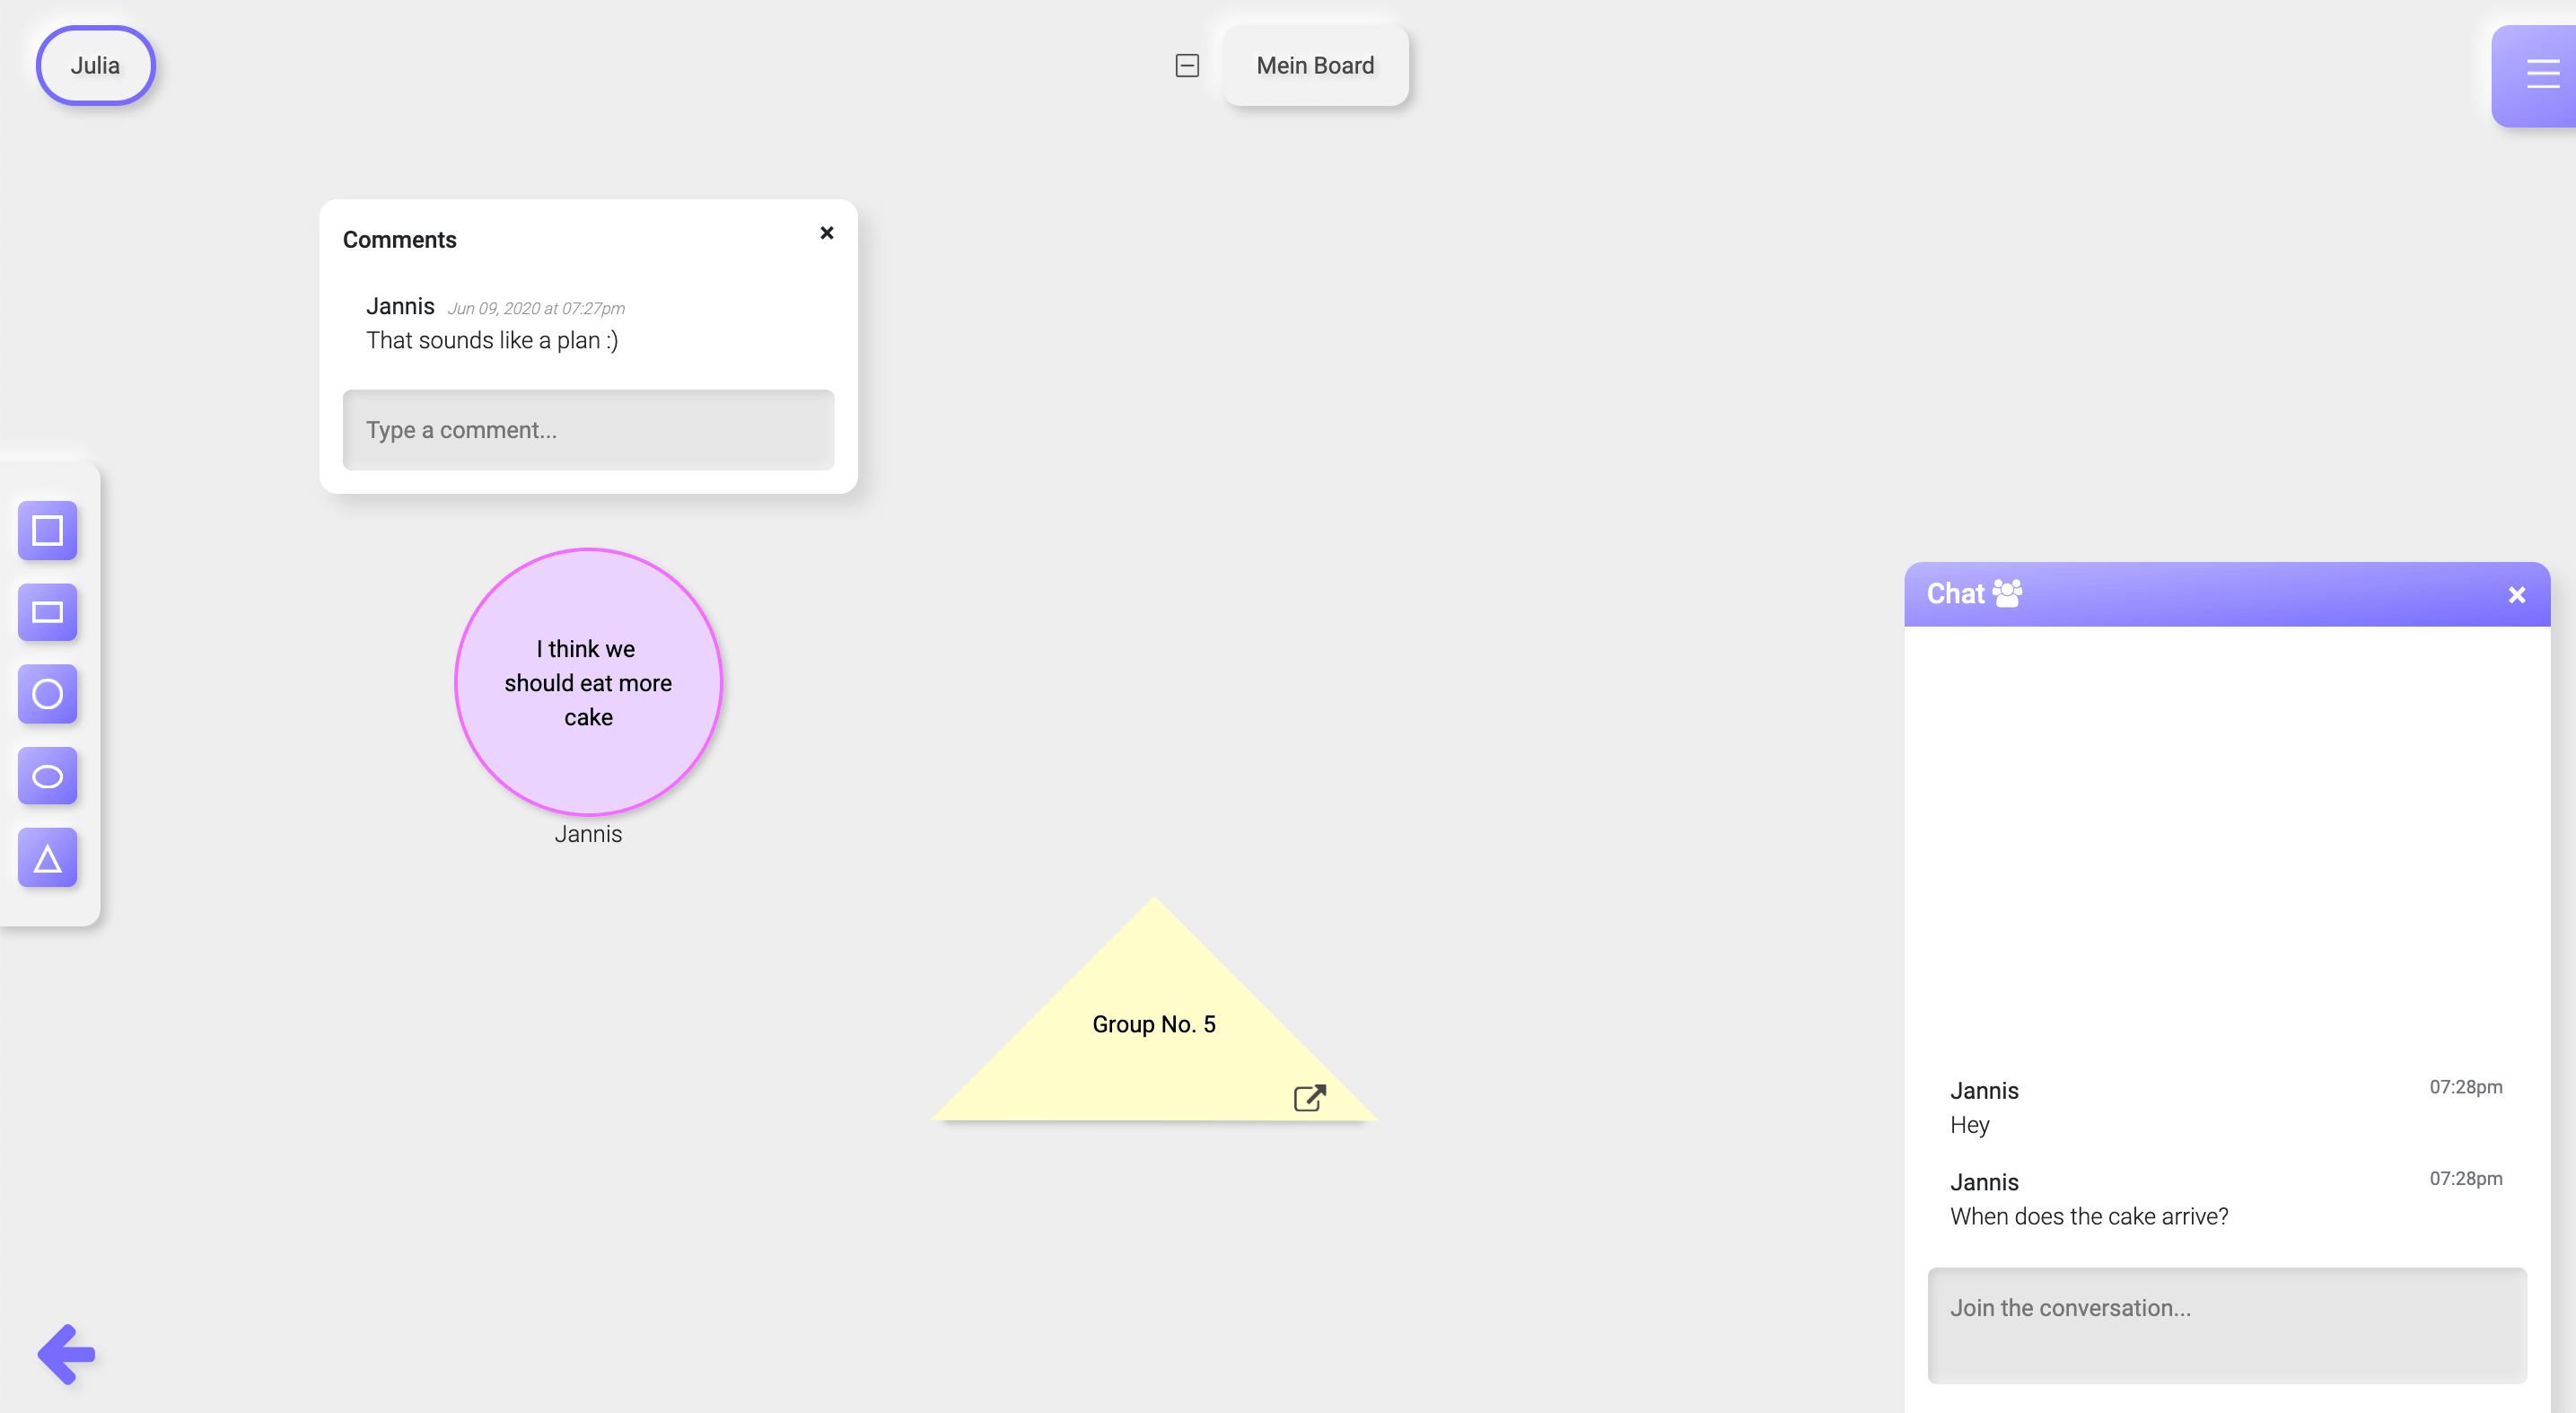 Julia
Mein Board
Comments
Jannis Jun 09, 2020 at 07:27pm
That sounds like a plan :)
Type a comment...
I think we
should eat more
cake
Jannis
Group No. 5
Chat
Jannis 07:28pm
Hey
Jannis 07:28pm
When does the cake arrive?
Join the conversation...